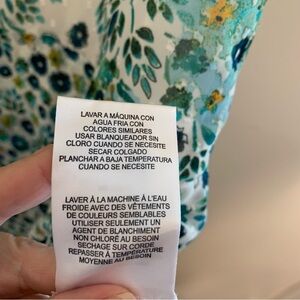 LAVAR A MÁQUINA CON
AGUA FRIA CON
COLORES SIMILARES
USAR BLANQUEADOR SIN
CLORO CUANDO SE NECESITE
SECAR COLGADO
PLANCHAR A BAJA TEMPERATURA
CUANDO SE NECESITE
LAVER À LA MACHINE À L'EAU
FROIDE AVEC DES VÊTEMENTS
DE COULEURS SEMBLABLES
UTILISER SEULEMENT UN
AGENT DE BLANCHIMENT
NON CHLORÉ AU BESOIN
SECHAGE SUR CORDE
REPASSER À TEMPÉRATURE
MOYENNE AU BESOIN